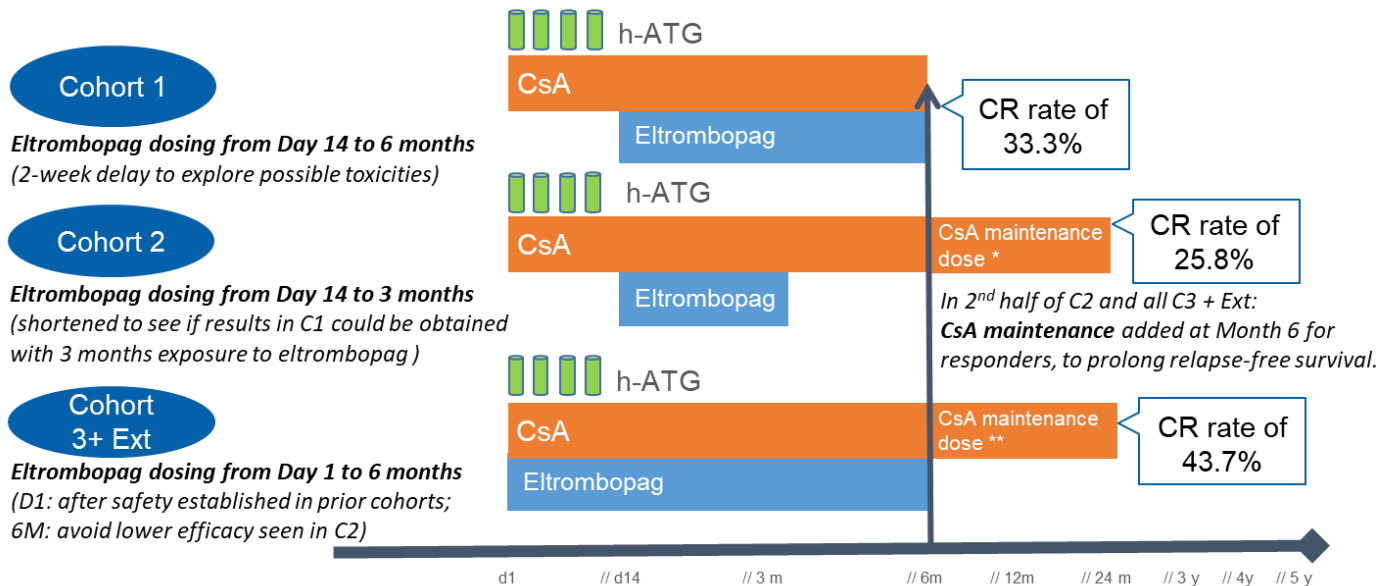 h-ATG
Cohort 1
CsA
CR rate of
33.3%
Eltrombopag dosing from Day 14 to 6 months
(2-week delay to explore possible toxicities)
Eltrombopag
h-ATG
Cohort 2
CsA
CsA maintenance
dose *
CR rate of
25.8%
Eltrombopag dosing from Day 14 to 3 months
(shortened to see if results in C1 could be obtained
with 3 months exposure to eltrombopag )
Eltrombopag
In 2nd half of C2 and all C3 + Ext:
CsA maintenance added at Month 6 for
responders, to prolong relapse-free survival.
h-ATG
Cohort
3+ Ext
CsA
CsA maintenance
dose **
CR rate of
43.7%
Eltrombopag dosing from Day 1 to 6 months
(D1: after safety established in prior cohorts;
6M: avoid lower efficacy seen in C2)
Eltrombopag
d1 // d14 // 3 m // 6m // 12m // 24 m // 3 y // 4y // 5 y